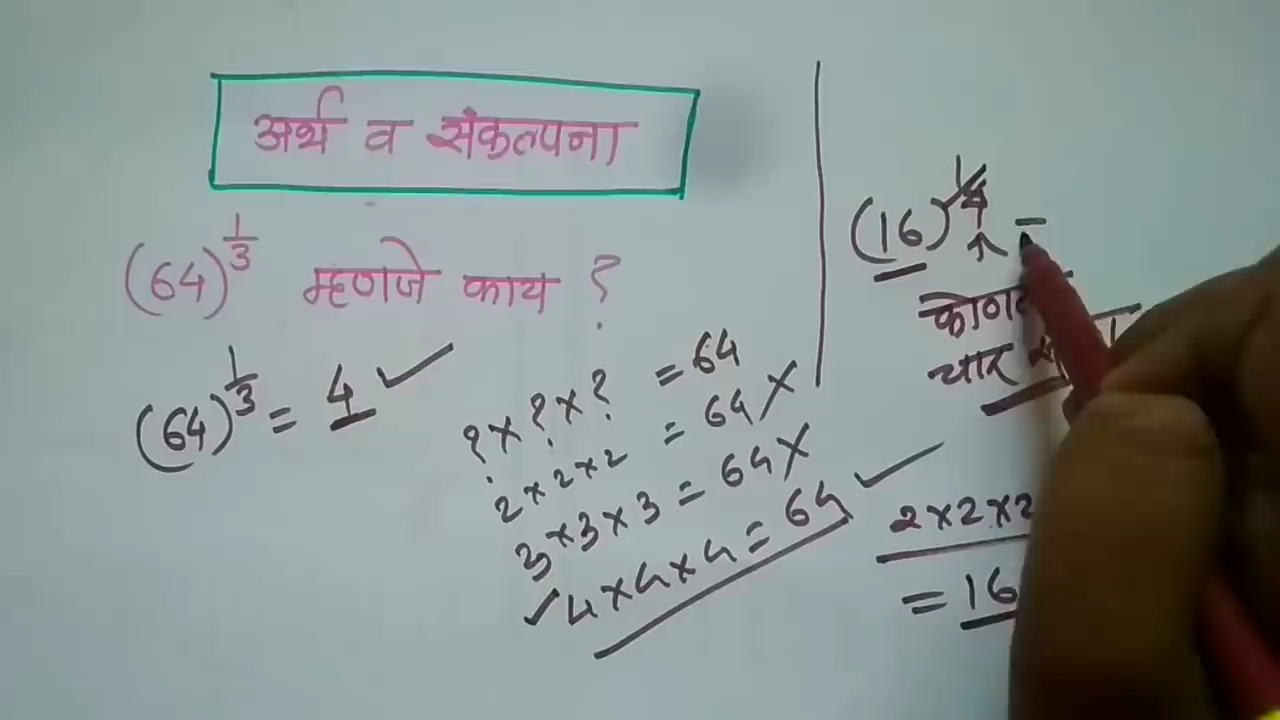 अर्थ व संकल्पना
(64)^1/3 म्हणजे काय ?
(64)^1/3 = 4 ✓
? × ? × ? = 64
2 × 2 × 2 = 64 ×
3 × 3 × 3 = 64 ×
✓ 4 × 4 × 4 = 64 ✓
(16)^1/4 =
चार
2 × 2 × 2
= 16